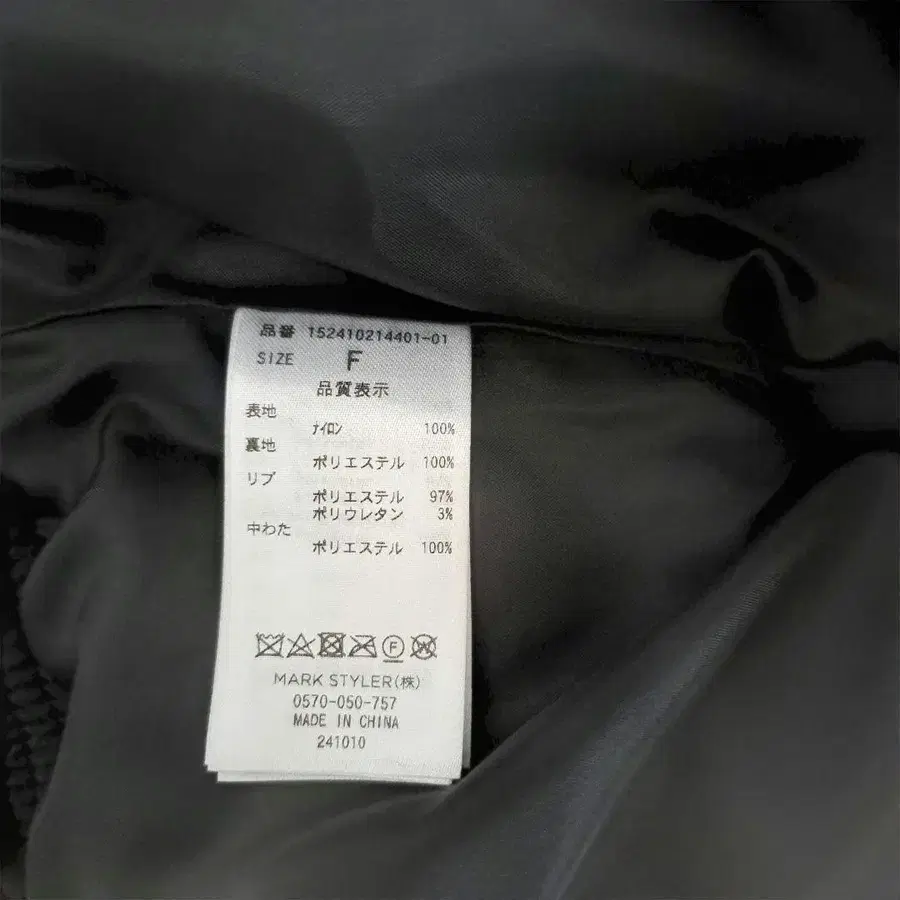 品番 152410214401-01
SIZE F
品質表示
表地
ナイロン 100%
裏地
ポリエステル 100%
リブ
ポリエステル 97%
ポリウレタン 3%
中わた
ポリエステル 100%
F W
MARK STYLER(株)
0570-050-757
MADE IN CHINA
241010